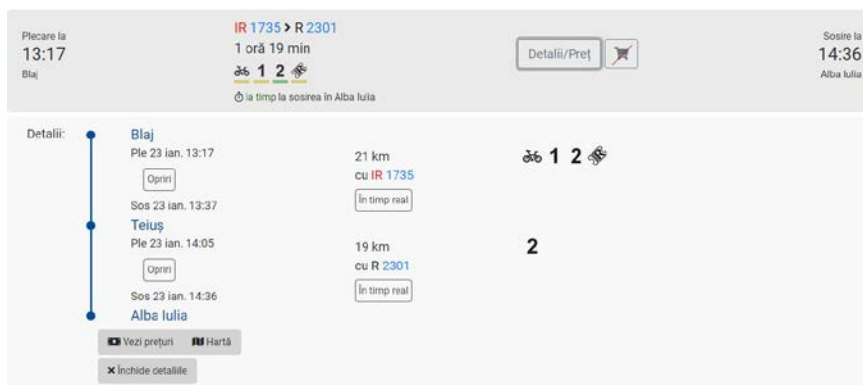 Plecare la
13:17
Blaj
IR 1735 > R 2301
1 oră 19 min
1 2
la timp la sosirea în Alba Iulia
Detalii/Preț
Sosire la
14:36
Alba Iulia
Detalii:
Blaj
Ple 23 ian. 13:17
Opriri
Sos 23 ian. 13:37
21 km
cu IR 1735
În timp real
1 2
Teiuș
Ple 23 ian. 14:05
Opriri
Sos 23 ian. 14:36
19 km
cu R 2301
În timp real
2
Alba Iulia
Vezi prețuri
Hartă
× Închide detaliile